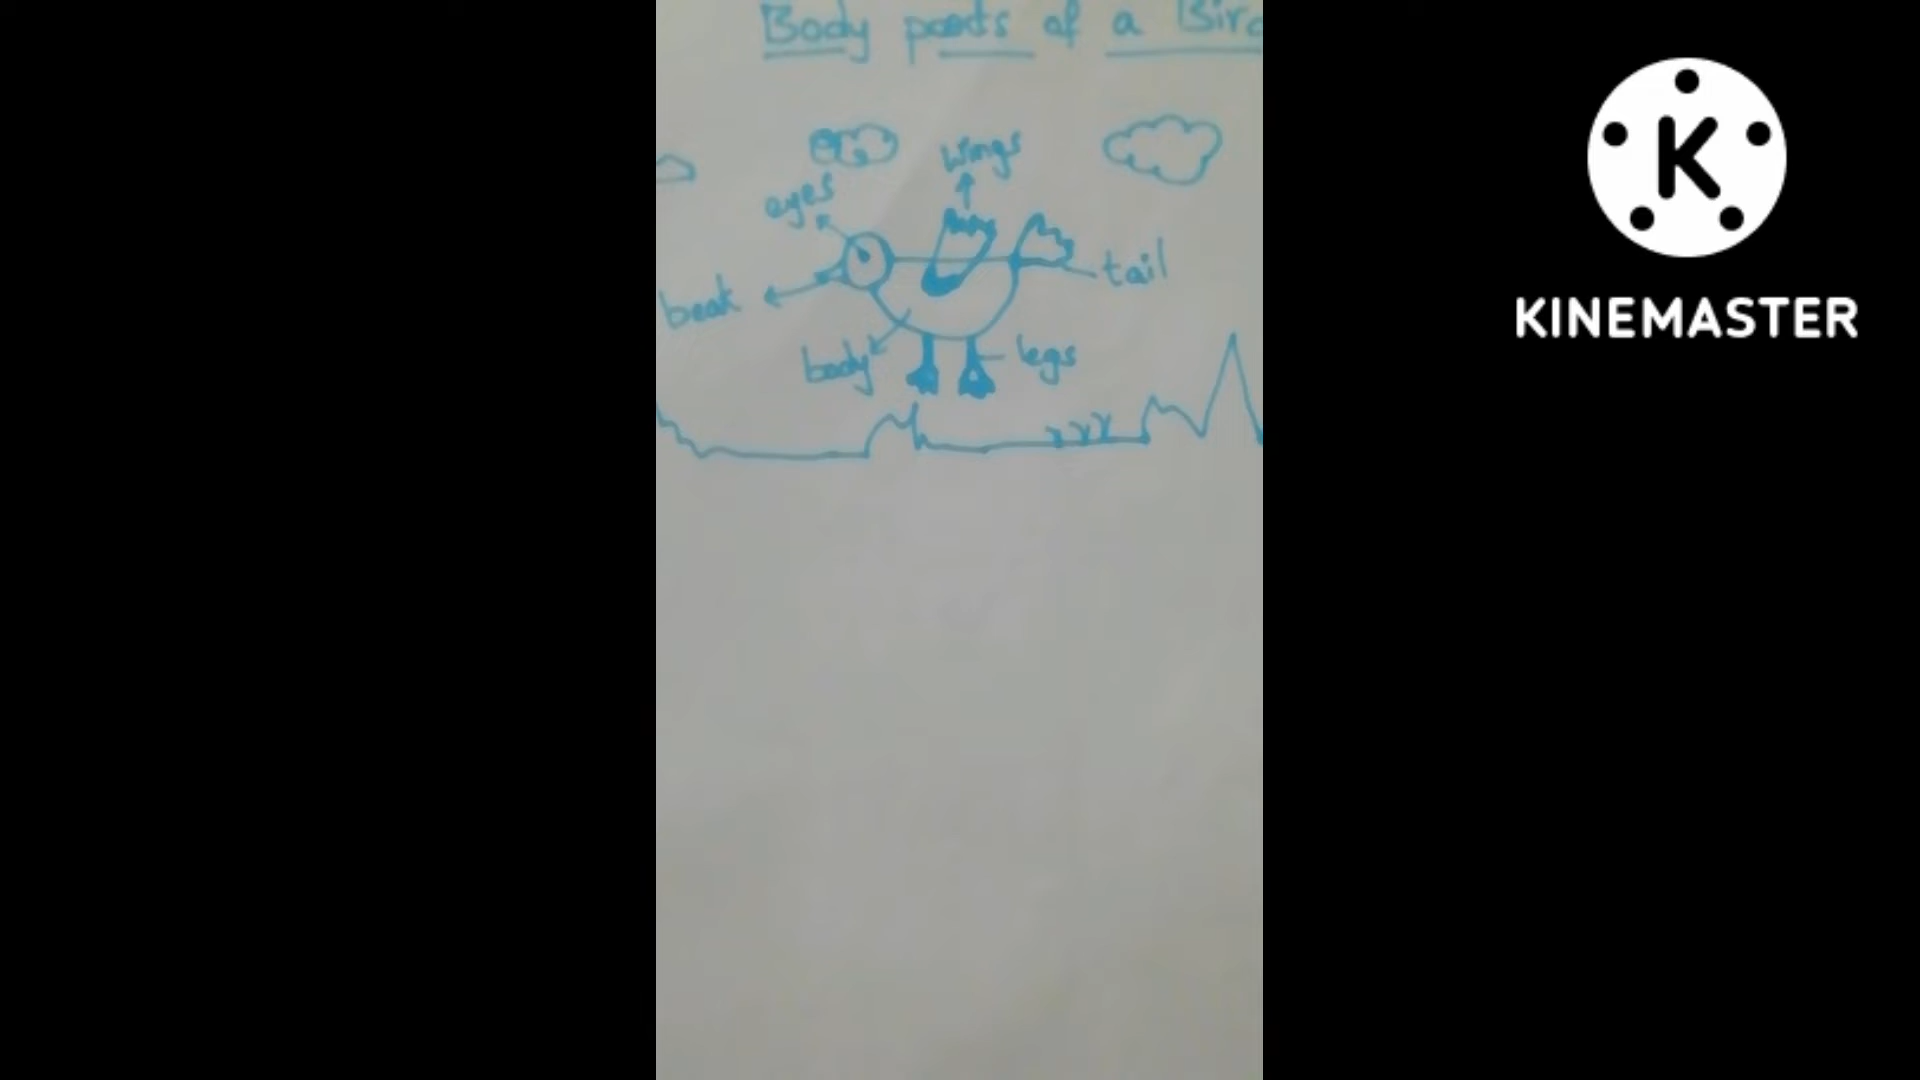 Body parts of a Bird
wings
eyes
tail
beak
body
legs
KINEMASTER